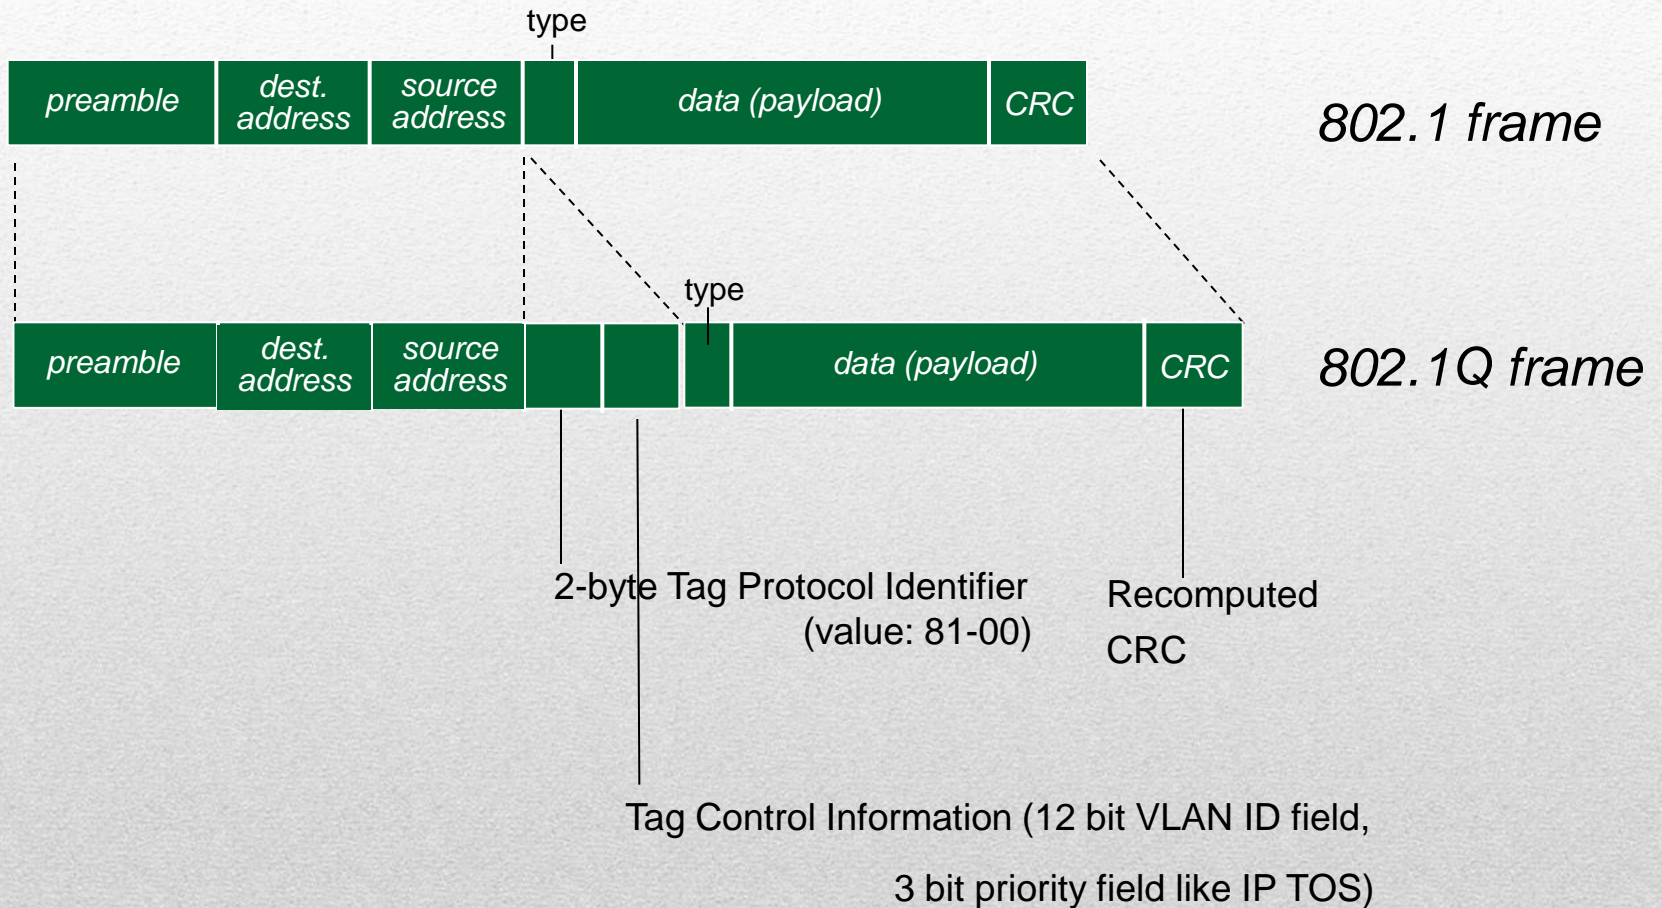 type
preamble
dest.
address
source
address
data (payload)
CRC
802.1 frame
type
preamble
dest.
address
source
address
data (payload)
CRC
802.1Q frame
2-byte Tag Protocol Identifier
(value: 81-00)
Recomputed
CRC
Tag Control Information (12 bit VLAN ID field,
3 bit priority field like IP TOS)